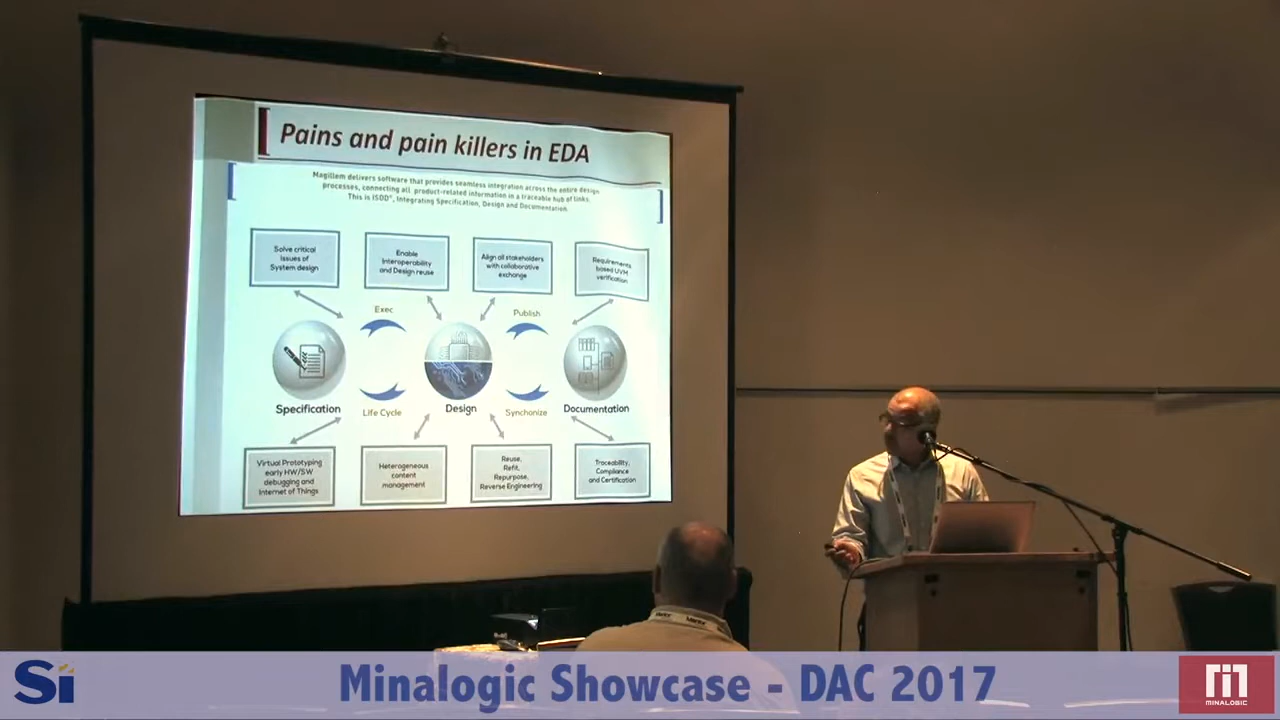 Pains and pain killers in EDA
Magillem delivers software that provides seamless integration across the entire design
processes, connecting all product-related information in a traceable hub of links.
This is ISDD®, Integrating Specification, Design and Documentation.
Solve critical
Issues of
System design
Enable
Interoperability
and Design reuse
Align all stakeholders
with collaborative
exchange
Requirements
based UVM
verification
Exec
Publish
Specification
Life Cycle
Design
Synchonize
Documentation
Virtual Prototyping
early HW/SW
debugging and
Internet of Things
Heterogeneous
content
management
Reuse,
Refit,
Repurpose,
Reverse Engineering
Traceability,
Compliance
and Certification
Si
Minalogic Showcase - DAC 2017
MINALOGIC